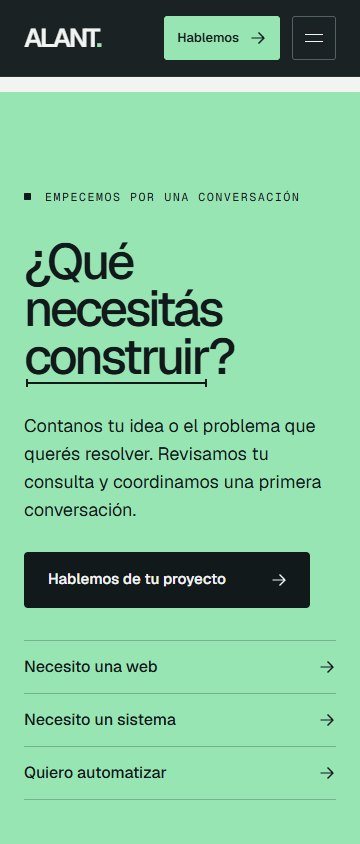 ALANT.
Hablemos
EMPECEMOS POR UNA CONVERSACIÓN
¿Qué
necesitás
construir?
Contanos tu idea o el problema que
querés resolver. Revisamos tu
consulta y coordinamos una primera
conversación.
Hablemos de tu proyecto
Necesito una web
Necesito un sistema
Quiero automatizar